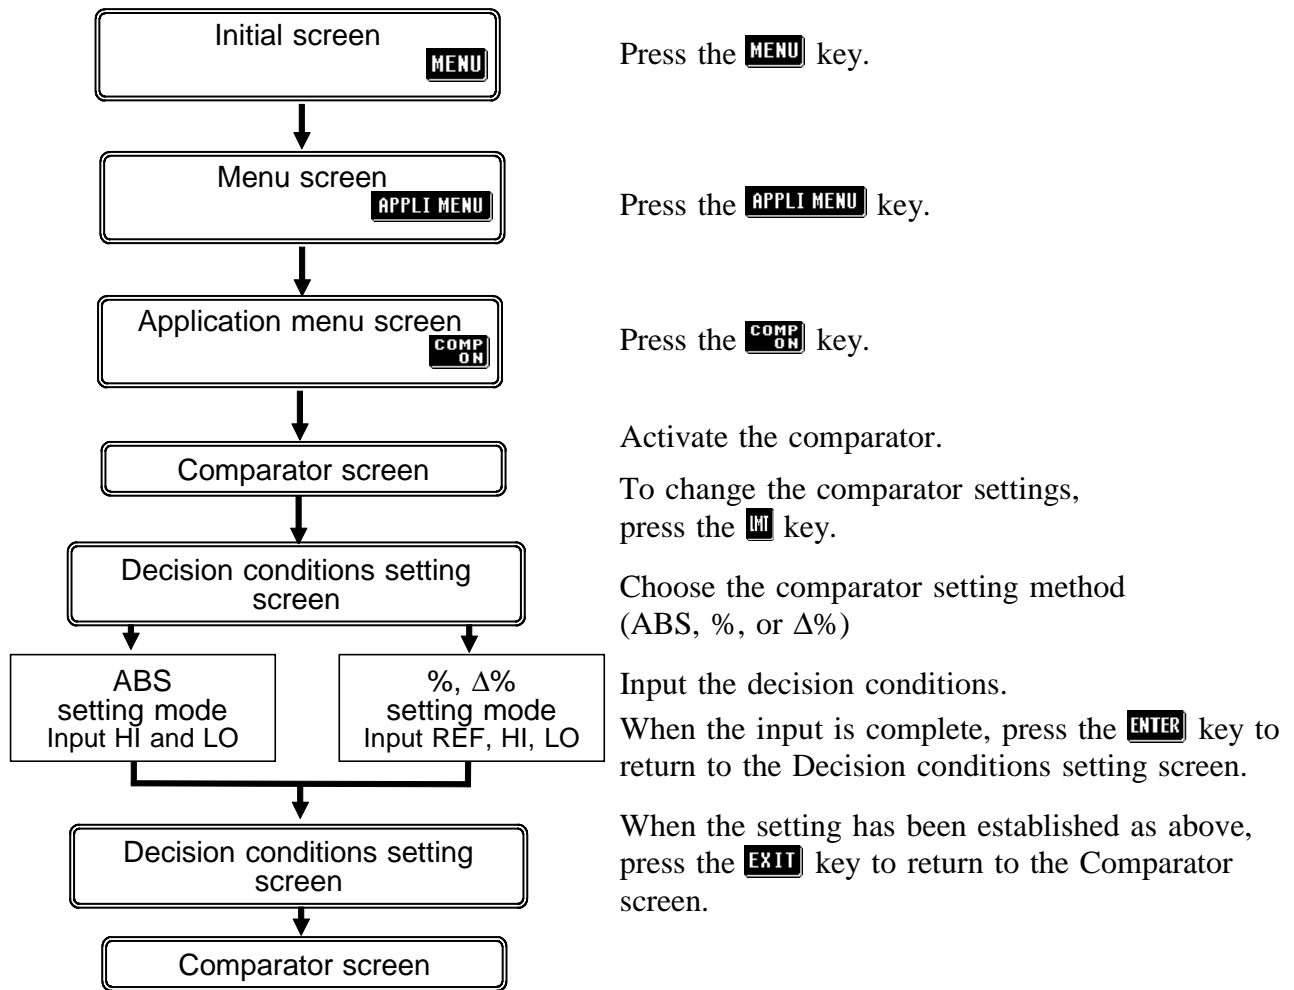 Initial screen
MENU
Press the MENU key.
Menu screen
APPLI MENU
Press the APPLI MENU key.
Application menu screen
COMP
ON
Press the COMP ON key.
Activate the comparator.
Comparator screen
To change the comparator settings,
press the LMT key.
Decision conditions setting
screen
Choose the comparator setting method
(ABS, %, or Δ%)
ABS
setting mode
Input HI and LO
%, Δ%
setting mode
Input REF, HI, LO
Input the decision conditions.
When the input is complete, press the ENTER key to
return to the Decision conditions setting screen.
Decision conditions setting
screen
When the setting has been established as above,
press the EXIT key to return to the Comparator
screen.
Comparator screen